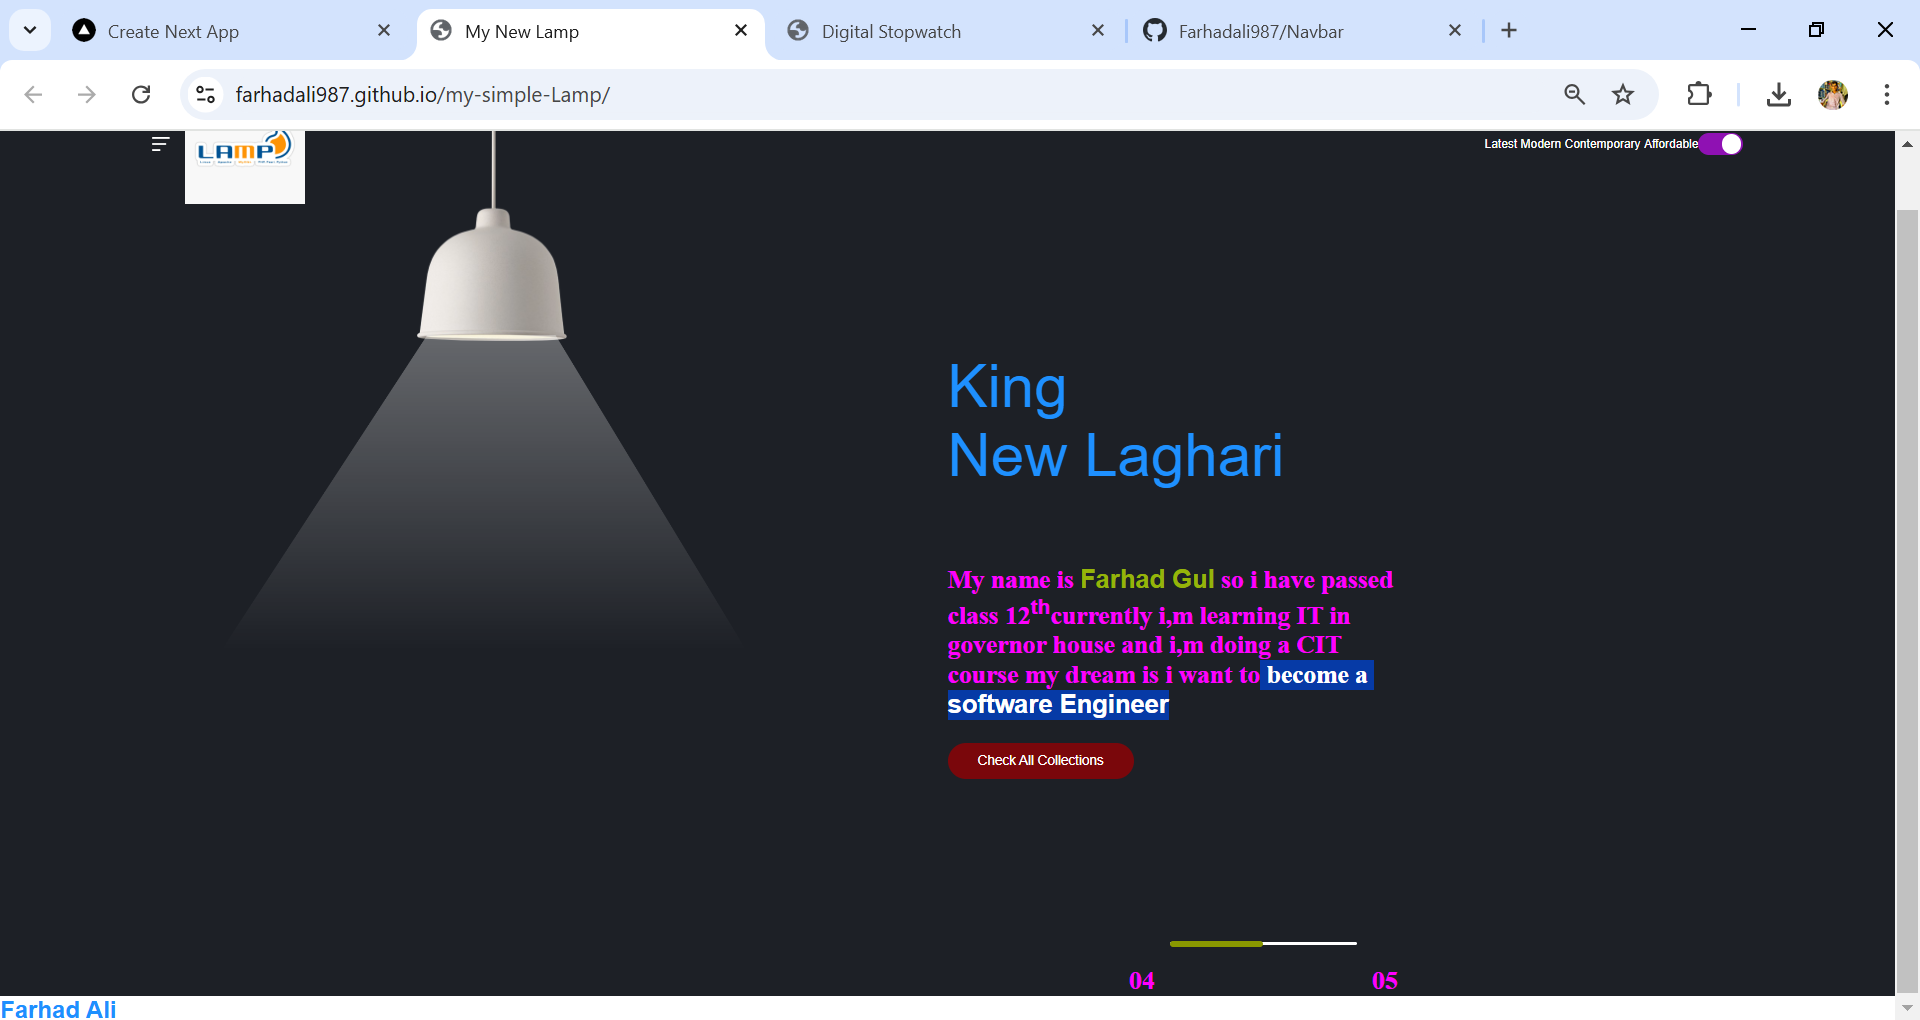 Create Next App
My New Lamp
Digital Stopwatch
Farhadali987/Navbar
farhadali987.github.io/my-simple-Lamp/
LAMP
Latest Modern Contemporary Affordable
King
New Laghari
My name is Farhad Gul so i have passed
class 12thcurrently i,m learning IT in
governor house and i,m doing a CIT
course my dream is i want to become a
software Engineer
Check All Collections
04 05
Farhad Ali